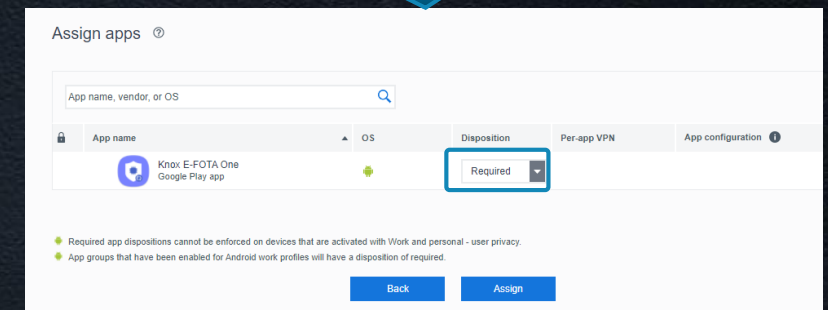 Assign apps ?
App name, vendor, or OS
App name OS Disposition Per-app VPN App configuration i
Knox E-FOTA One Required
Google Play app
Required app dispositions cannot be enforced on devices that are activated with Work and personal - user privacy.
App groups that have been enabled for Android work profiles will have a disposition of required.
Back Assign